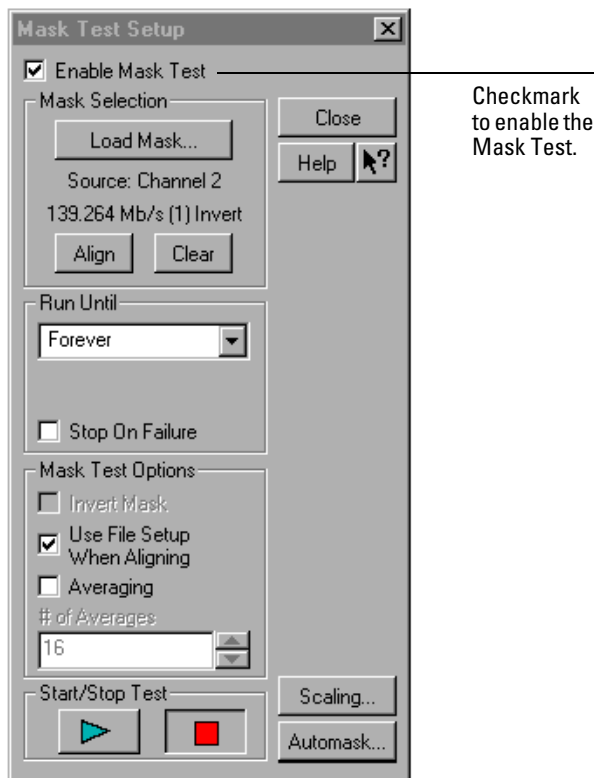 Mask Test Setup
Enable Mask Test
Checkmark
to enable the
Mask Test.
Mask Selection
Load Mask...
Source: Channel 2
139.264 Mb/s (1) Invert
Align
Clear
Close
Help
?
Run Until
Forever
Stop On Failure
Mask Test Options
Invert Mask
Use File Setup
When Aligning
Averaging
# of Averages
16
Start/Stop Test
Scaling...
Automask...